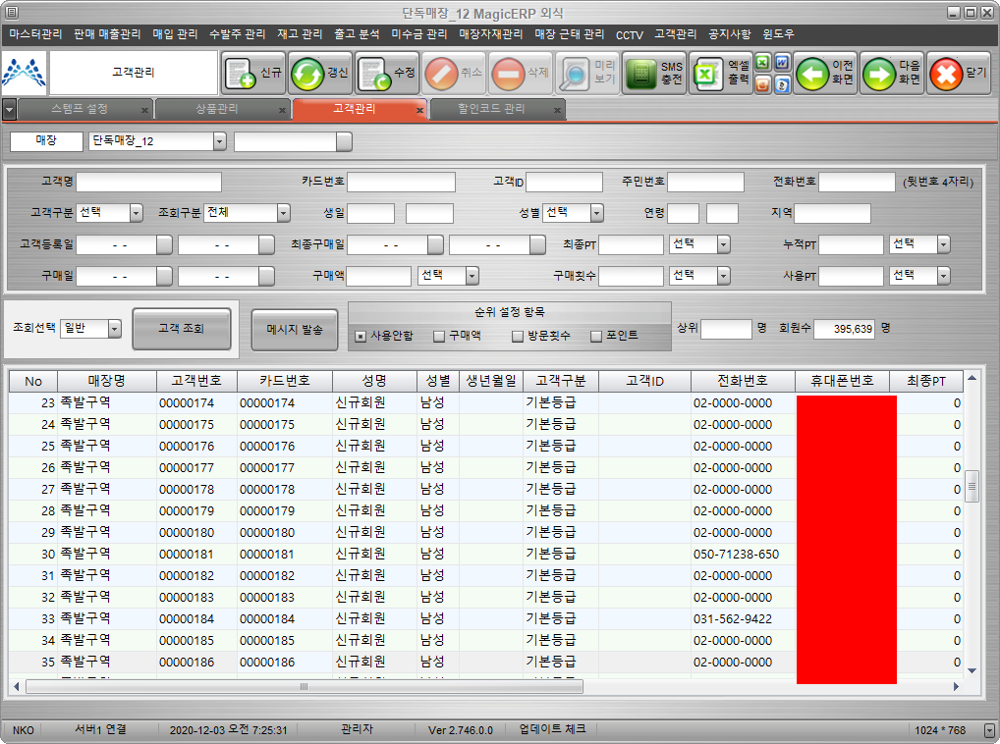 단독매장_12 MagicERP 외식
마스터관리 판매 매출관리 매입 관리 수발주 관리 재고 관리 출고 분석 미수금 관리 매장자재관리 매장 근태 관리 CCTV 고객관리 공지사항 윈도우
고객관리 신규 갱신 수정 취소 삭제 미리보기 SMS충전 엑셀출력 이전화면 다음화면 닫기
스템프 설정 상품관리 고객관리 할인코드 관리
매장 단독매장_12
고객명 카드번호 고객ID 주민번호 전화번호 (뒷번호 4자리)
고객구분 선택 조회구분 전체 생일 성별 선택 연령 지역
고객등록일 - - - - 최종구매일 - - - - 최종PT 선택 누적PT 선택
구매일 - - - - 구매액 선택 구매횟수 선택 사용PT 선택
순위 설정 항목
조회선택 일반 고객 조회 메시지 발송 사용안함 구매액 방문횟수 포인트 상위 명 회원수 395,639 명
No 매장명 고객번호 카드번호 성명 성별 생년월일 고객구분 고객ID 전화번호 휴대폰번호 최종PT
23 족발구역 00000174 00000174 신규회원 남성 기본등급 02-0000-0000 0
24 족발구역 00000175 00000175 신규회원 남성 기본등급 02-0000-0000 0
25 족발구역 00000176 00000176 신규회원 남성 기본등급 02-0000-0000 0
26 족발구역 00000177 00000177 신규회원 남성 기본등급 02-0000-0000 0
27 족발구역 00000178 00000178 신규회원 남성 기본등급 02-0000-0000 0
28 족발구역 00000179 00000179 신규회원 남성 기본등급 02-0000-0000 0
29 족발구역 00000180 00000180 신규회원 남성 기본등급 02-0000-0000 0
30 족발구역 00000181 00000181 신규회원 남성 기본등급 050-71238-650 0
31 족발구역 00000182 00000182 신규회원 남성 기본등급 02-0000-0000 0
32 족발구역 00000183 00000183 신규회원 남성 기본등급 02-0000-0000 0
33 족발구역 00000184 00000184 신규회원 남성 기본등급 031-562-9422 0
34 족발구역 00000185 00000185 신규회원 남성 기본등급 02-0000-0000 0
35 족발구역 00000186 00000186 신규회원 남성 기본등급 02-0000-0000 0
NKO 서버1 연결 2020-12-03 오전 7:25:31 관리자 Ver 2.746.0.0 업데이트 체크 1024 * 768